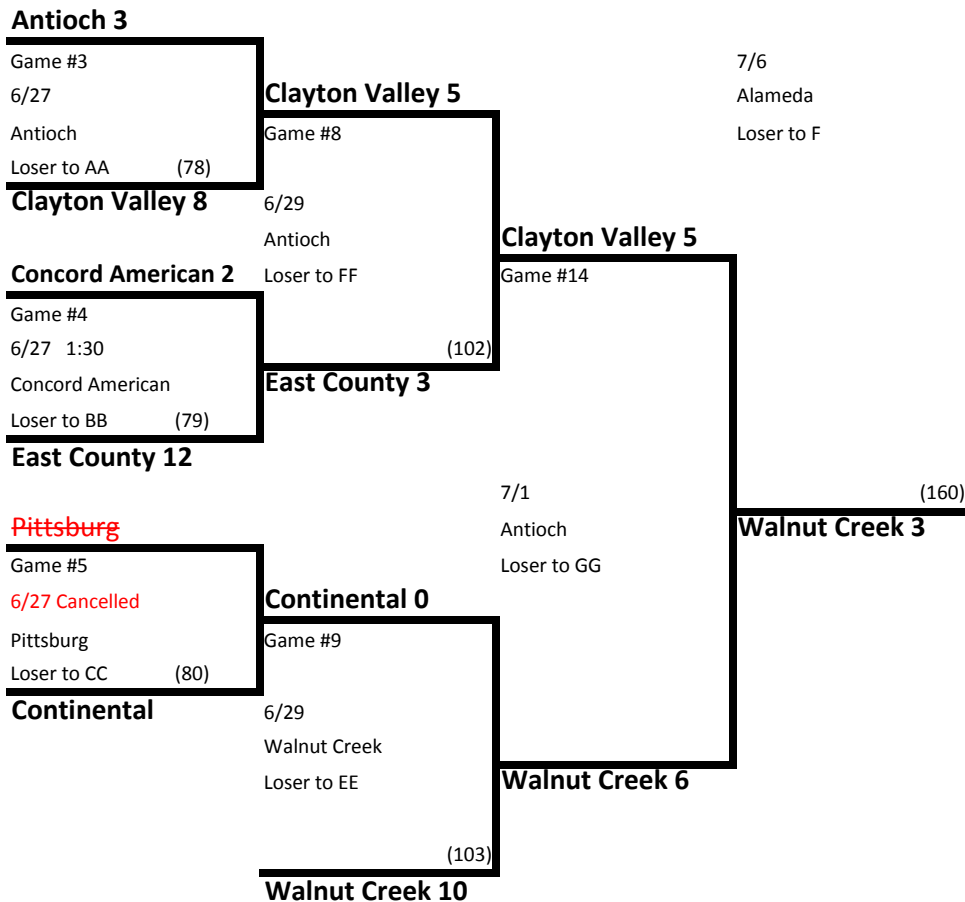 Antioch 3
Game #3
6/27
Antioch
Loser to AA (78)
Clayton Valley 8
Concord American 2
Game #4
6/27 1:30
Concord American
Loser to BB (79)
East County 12
Pittsburg
Game #5
6/27 Cancelled
Pittsburg
Loser to CC (80)
Continental
Clayton Valley 5
Game #8
6/29
Antioch
Loser to FF
(102)
East County 3
Continental 0
Game #9
6/29
Walnut Creek
Loser to EE
(103)
Walnut Creek 10
Clayton Valley 5
Game #14
7/1
Antioch
Loser to GG
Walnut Creek 6
7/6
Alameda
Loser to F
(160)
Walnut Creek 3